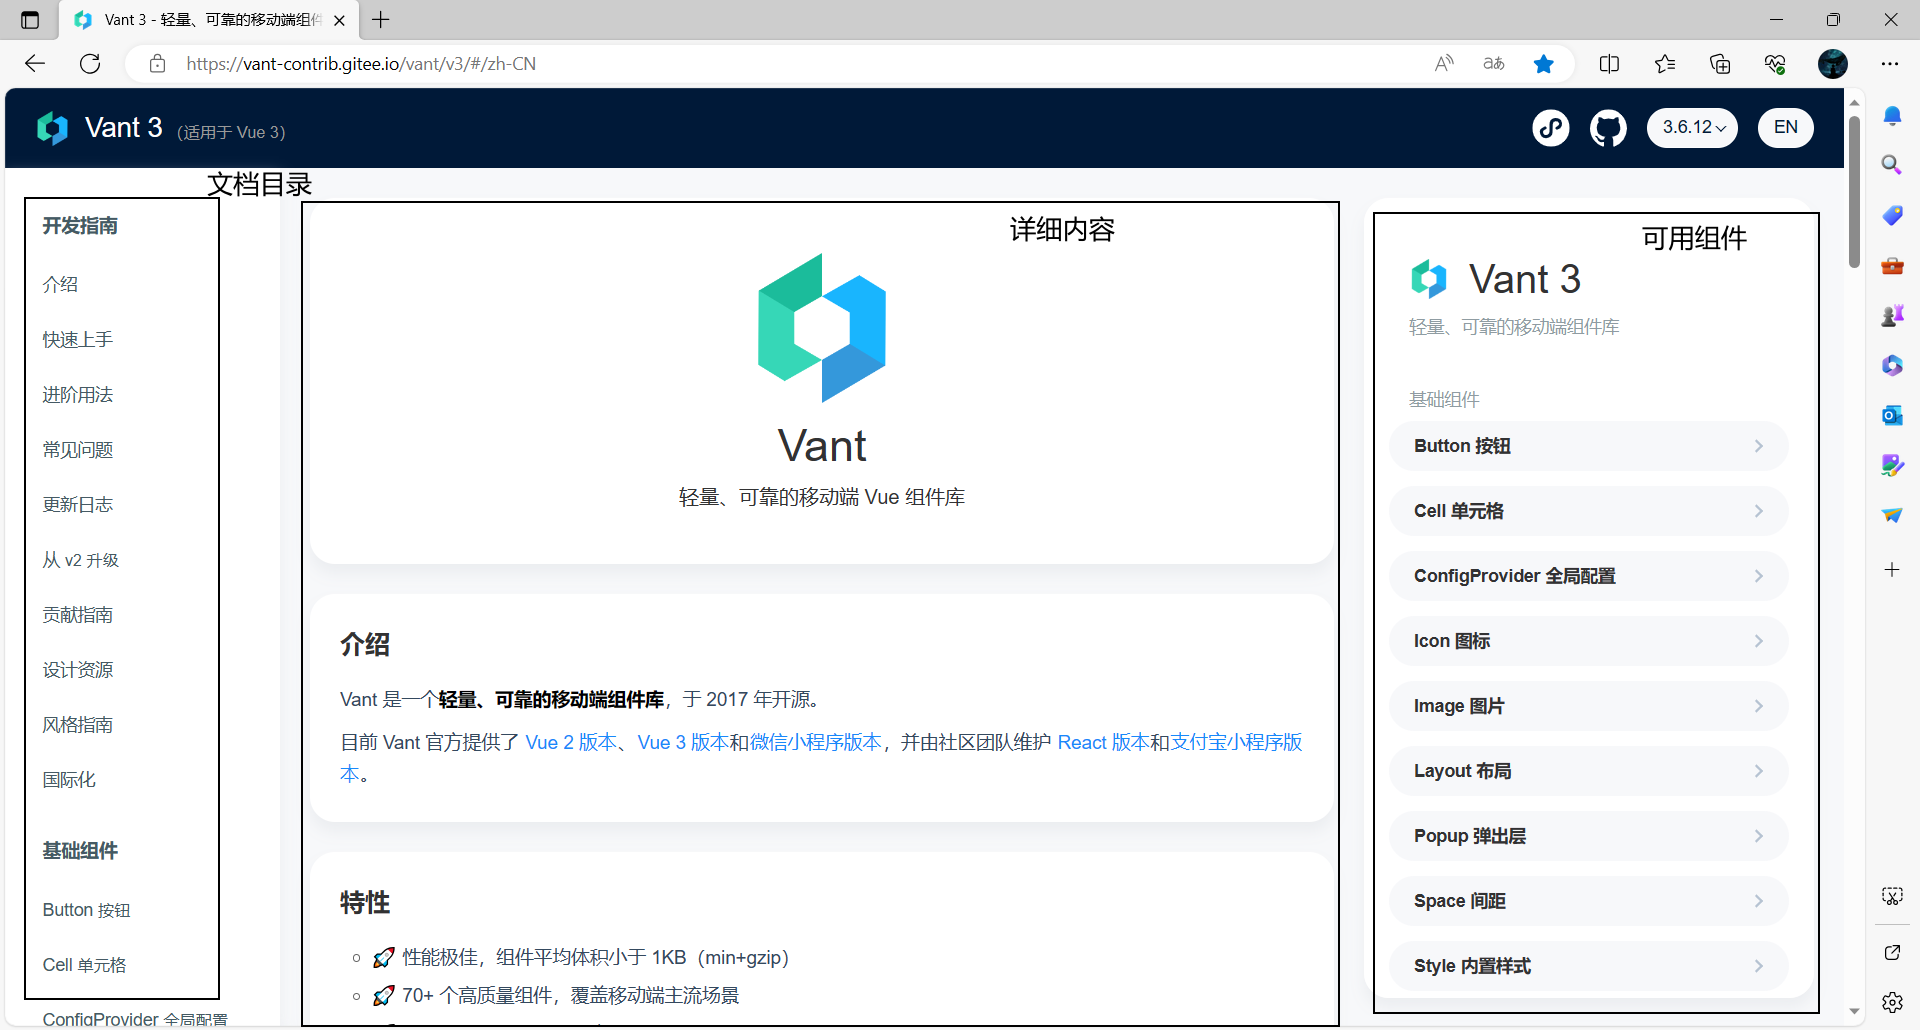 Vant 3 - 轻量、可靠的移动端组件
https://vant-contrib.gitee.io/vant/v3/#/zh-CN
Vant 3 (适用于 Vue 3)
3.6.12
EN
文档目录
开发指南
介绍
快速上手
进阶用法
常见问题
更新日志
从 v2 升级
贡献指南
设计资源
风格指南
国际化
基础组件
Button 按钮
Cell 单元格
ConfigProvider 全局配置
详细内容
Vant
轻量、可靠的移动端 Vue 组件库
介绍
Vant 是一个轻量、可靠的移动端组件库，于 2017 年开源。
目前 Vant 官方提供了 Vue 2 版本、Vue 3 版本和微信小程序版本，并由社区团队维护 React 版本和支付宝小程序版
本。
特性
🚀 性能极佳，组件平均体积小于 1KB（min+gzip）
🚀 70+ 个高质量组件，覆盖移动端主流场景
可用组件
Vant 3
轻量、可靠的移动端组件库
基础组件
Button 按钮
Cell 单元格
ConfigProvider 全局配置
Icon 图标
Image 图片
Layout 布局
Popup 弹出层
Space 间距
Style 内置样式